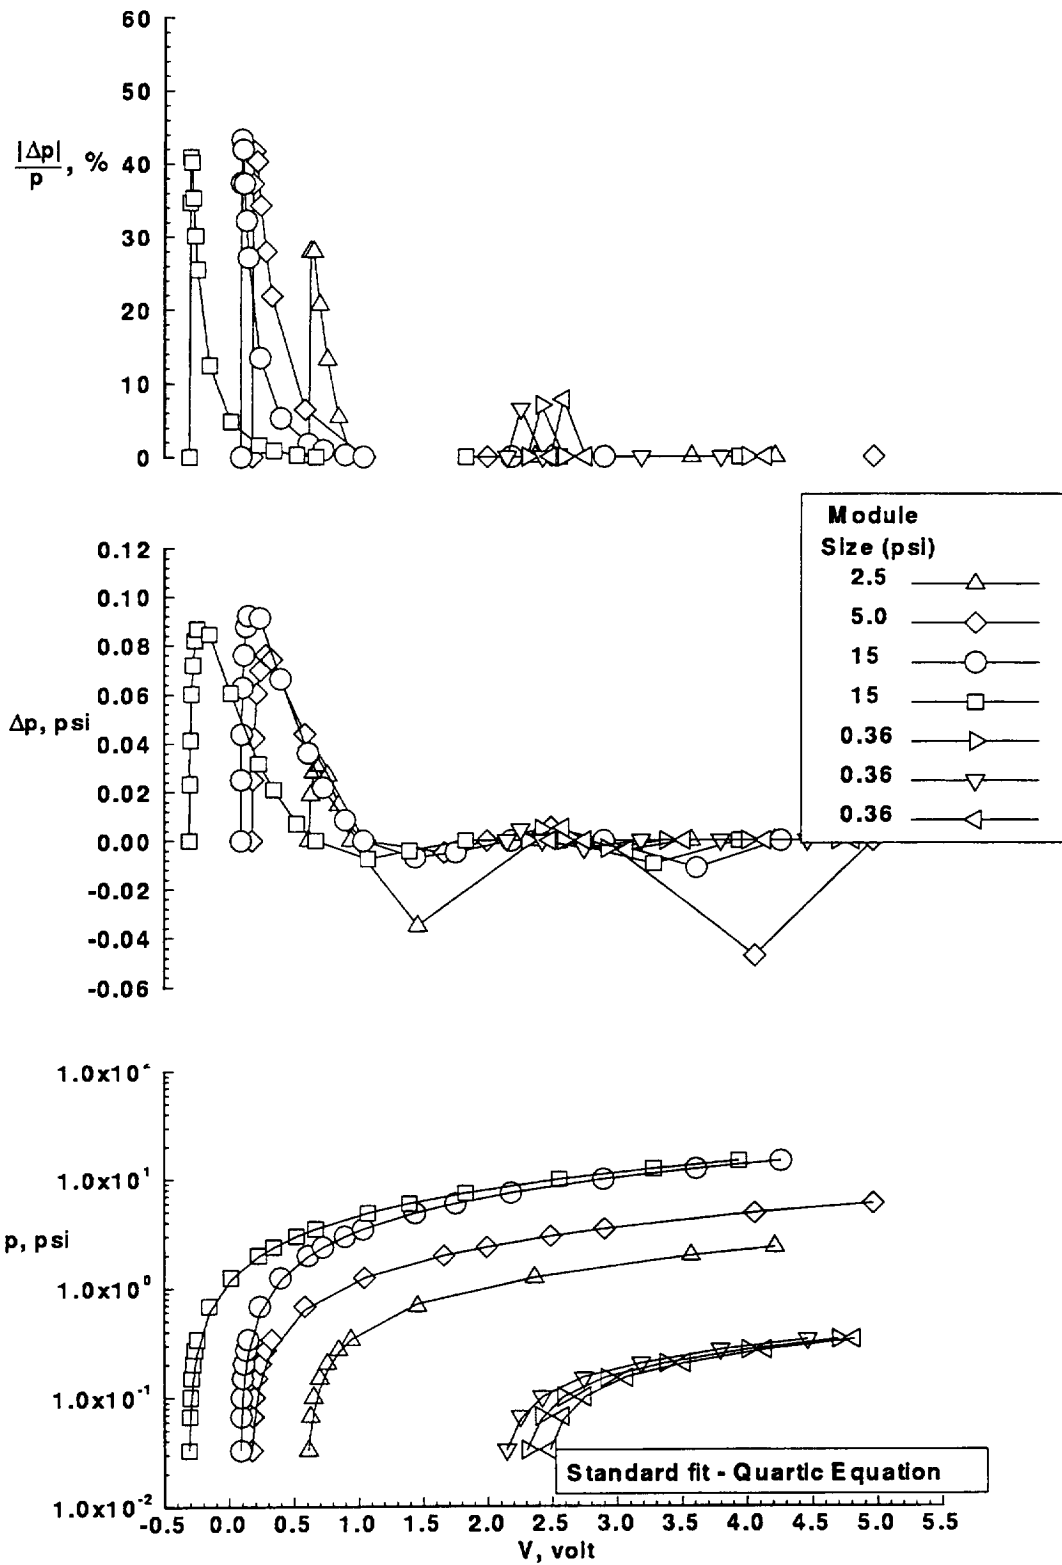 60
50
|Δp|
p , %
40
30
20
10
0
Module
Size (psi)
2.5
5.0
15
15
0.36
0.36
0.36
0.12
0.10
0.08
0.06
Δp, psi
0.04
0.02
0.00
-0.02
-0.04
-0.06
1.0x10²
1.0x10¹
p, psi
1.0x10⁰
1.0x10⁻¹
1.0x10⁻²
Standard fit - Quartic Equation
-0.5 0.0 0.5 1.0 1.5 2.0 2.5 3.0 3.5 4.0 4.5 5.0 5.5
V, volt